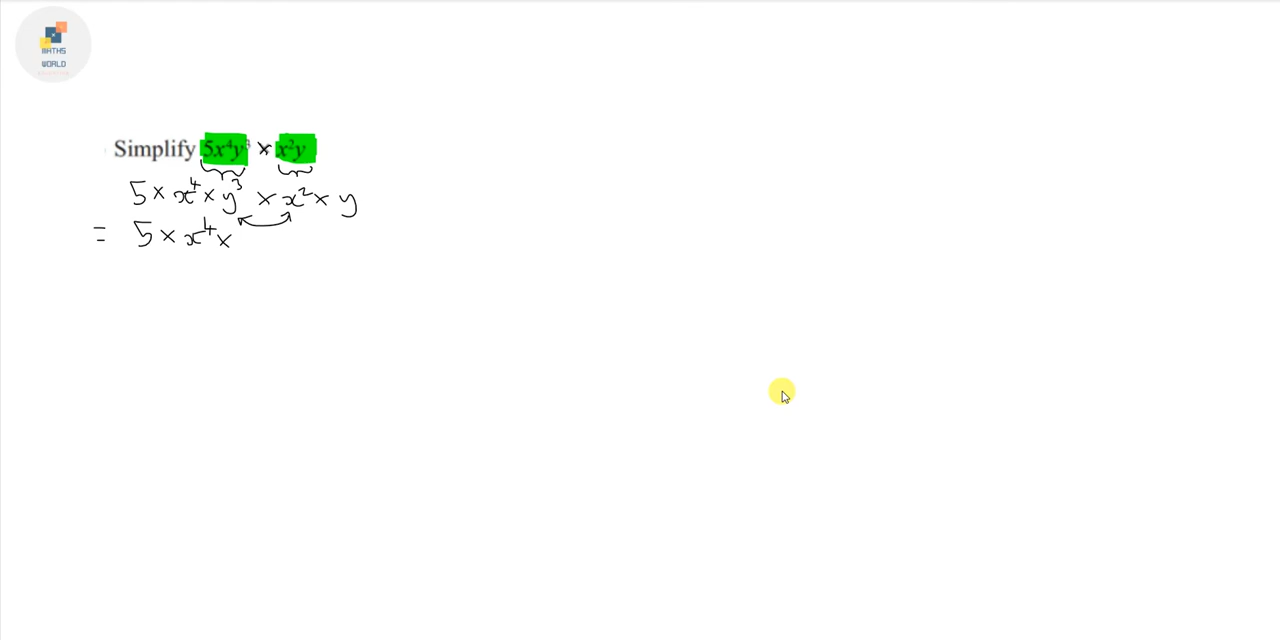 MATHS
WORLD
Simplify 5x⁴y³ × x²y
5 × x⁴ × y³ × x² × y
= 5 × x⁴ ×